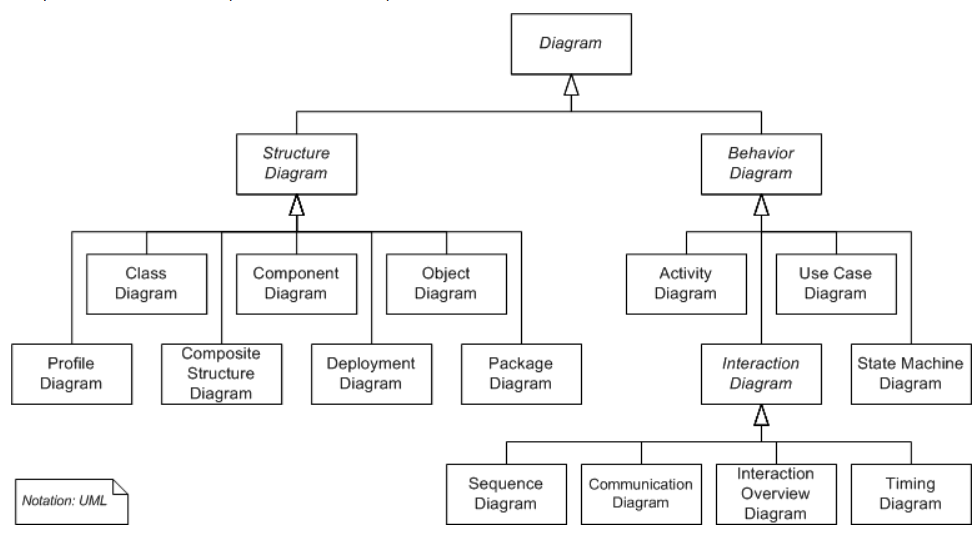 Diagram
Structure
Diagram
Behavior
Diagram
Class
Diagram
Component
Diagram
Object
Diagram
Activity
Diagram
Use Case
Diagram
Profile
Diagram
Composite
Structure
Diagram
Deployment
Diagram
Package
Diagram
Interaction
Diagram
State Machine
Diagram
Sequence
Diagram
Communication
Diagram
Interaction
Overview
Diagram
Timing
Diagram
Notation: UML